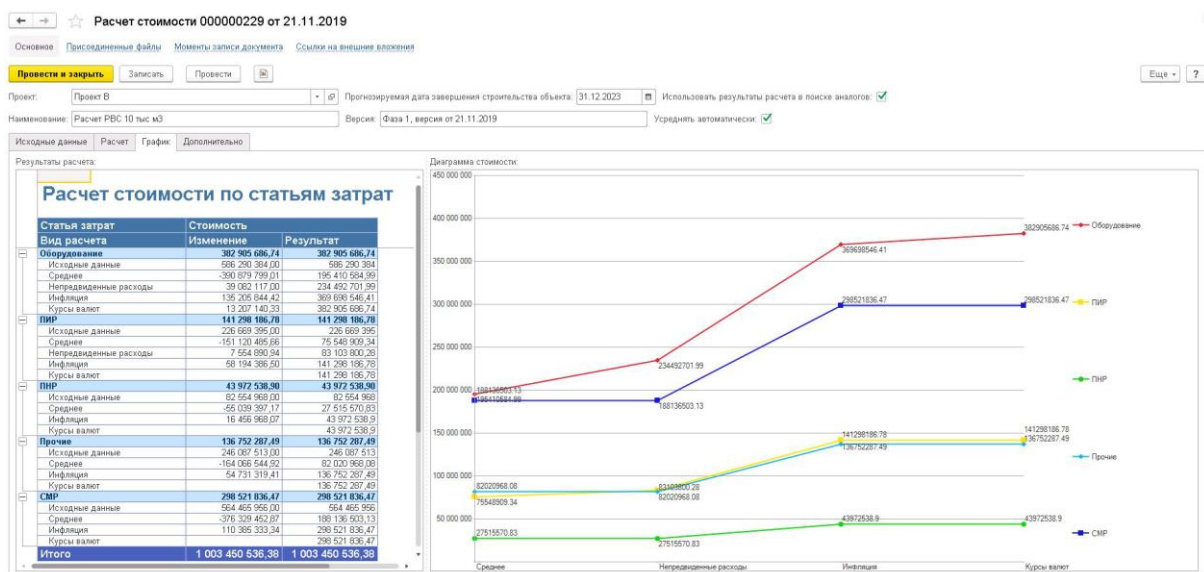 Расчет стоимости 000000229 от 21.11.2019
Основное Присоединенные файлы Моменты записи документа Ссылки на внешние вложения
Провести и закрыть Записать Провести Еще ?
Проект: Проект В Прогнозируемая дата завершения строительства объекта: 31.12.2023 Использовать результаты расчета в поиске аналогов:
Наименование: Расчет РВС 10 тыс м3 Версия: Фаза 1, версия от 21.11.2019 Усреднять автоматически:
Исходные данные Расчет График Дополнительно
Результаты расчета:
Расчет стоимости по статьям затрат
Статья затрат Стоимость
Вид расчета Изменение Результат
Оборудование 382 905 686,74 382 905 686,74
Исходные данные 586 290 384,00 586 290 384
Среднее -390 879 799,01 195 410 584,99
Непредвиденные расходы 39 082 117,00 234 492 701,99
Инфляция 135 205 844,42 369 698 546,41
Курсы валют 13 207 140,33 382 905 686,74
ПИР 141 298 186,78 141 298 186,78
Исходные данные 226 669 395,00 226 669 395
Среднее -151 120 485,66 75 548 909,34
Непредвиденные расходы 7 554 890,94 83 103 800,28
Инфляция 58 194 386,50 141 298 186,78
Курсы валют 141 298 186,78
ПНР 43 972 538,90 43 972 538,90
Исходные данные 82 554 968,00 82 554 968
Среднее -55 039 397,17 27 515 570,83
Инфляция 16 456 968,07 43 972 538,9
Курсы валют 43 972 538,9
Прочие 136 752 287,49 136 752 287,49
Исходные данные 246 087 513,00 246 087 513
Среднее -164 066 544,92 82 020 968,08
Инфляция 54 731 319,41 136 752 287,49
Курсы валют 136 752 287,49
СМР 298 521 836,47 298 521 836,47
Исходные данные 564 465 956,00 564 465 956
Среднее -376 329 452,87 188 136 503,13
Инфляция 110 385 333,34 298 521 836,47
Курсы валют 298 521 836,47
Итого 1 003 450 536,38 1 003 450 536,38
Диаграмма стоимости:
450 000 000
400 000 000
350 000 000
300 000 000
250 000 000
200 000 000
150 000 000
100 000 000
50 000 000
382905686.74
369698546.41
298521836.47 298521836.47
234492701.99
188136503.13
195410584.99
188136503.13
141298186.78 141298186.78
136752287.49 136752287.49
82020968.08 83103800.28
75548909.34 82020968.08
43972538.9 43972538.9
27515570.83 27515570.83
Среднее Непредвиденные расходы Инфляция Курсы валют
Оборудование
ПИР
ПНР
Прочие
СМР